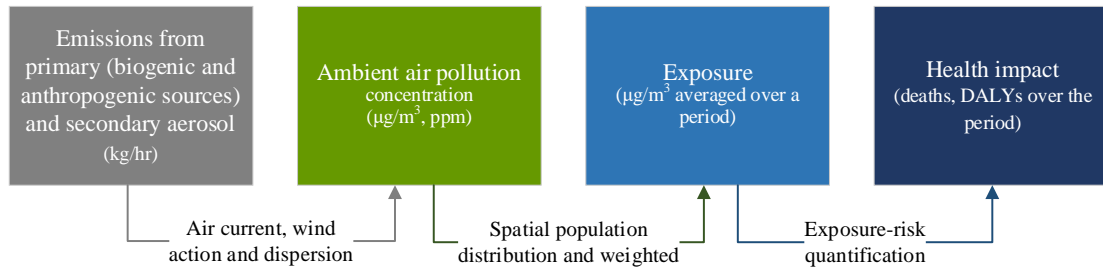 Emissions from
primary (biogenic and
anthropogenic sources)
and secondary aerosol
(kg/hr)
Ambient air pollution
concentration
(μg/m³, ppm)
Exposure
(μg/m³ averaged over a
period)
Health impact
(deaths, DALYs over the
period)
Air current, wind
action and dispersion
Spatial population
distribution and weighted
Exposure-risk
quantification